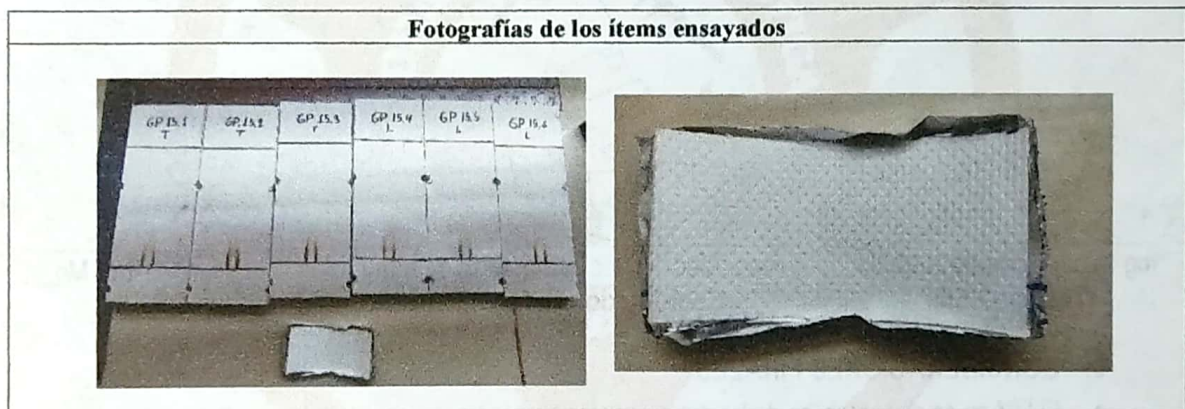 Fotografías de los ítems ensayados
GP 15.1 GP 15.2 GP 15.3 GP 15.4 GP 15.5 GP 15.6
T T T L L L